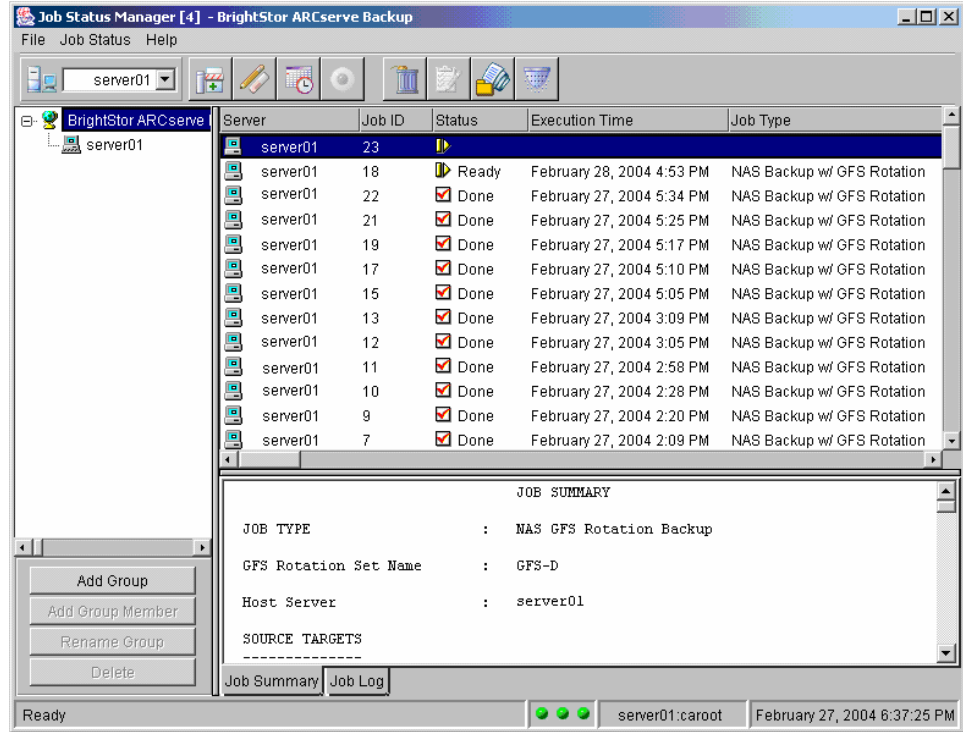 Job Status Manager [4] - BrightStor ARCserve Backup
File Job Status Help
server01
BrightStor ARCserve
server01
Server Job ID Status Execution Time Job Type
server01 23
server01 18 Ready February 28, 2004 4:53 PM NAS Backup w/ GFS Rotation
server01 22 Done February 27, 2004 5:34 PM NAS Backup w/ GFS Rotation
server01 21 Done February 27, 2004 5:25 PM NAS Backup w/ GFS Rotation
server01 19 Done February 27, 2004 5:17 PM NAS Backup w/ GFS Rotation
server01 17 Done February 27, 2004 5:10 PM NAS Backup w/ GFS Rotation
server01 15 Done February 27, 2004 5:05 PM NAS Backup w/ GFS Rotation
server01 13 Done February 27, 2004 3:09 PM NAS Backup w/ GFS Rotation
server01 12 Done February 27, 2004 3:05 PM NAS Backup w/ GFS Rotation
server01 11 Done February 27, 2004 2:58 PM NAS Backup w/ GFS Rotation
server01 10 Done February 27, 2004 2:28 PM NAS Backup w/ GFS Rotation
server01 9 Done February 27, 2004 2:20 PM NAS Backup w/ GFS Rotation
server01 7 Done February 27, 2004 2:09 PM NAS Backup w/ GFS Rotation
JOB SUMMARY
JOB TYPE : NAS GFS Rotation Backup
GFS Rotation Set Name : GFS-D
Host Server : server01
SOURCE TARGETS
--------------
Add Group
Add Group Member
Rename Group
Delete
Job Summary Job Log
Ready server01:caroot February 27, 2004 6:37:25 PM